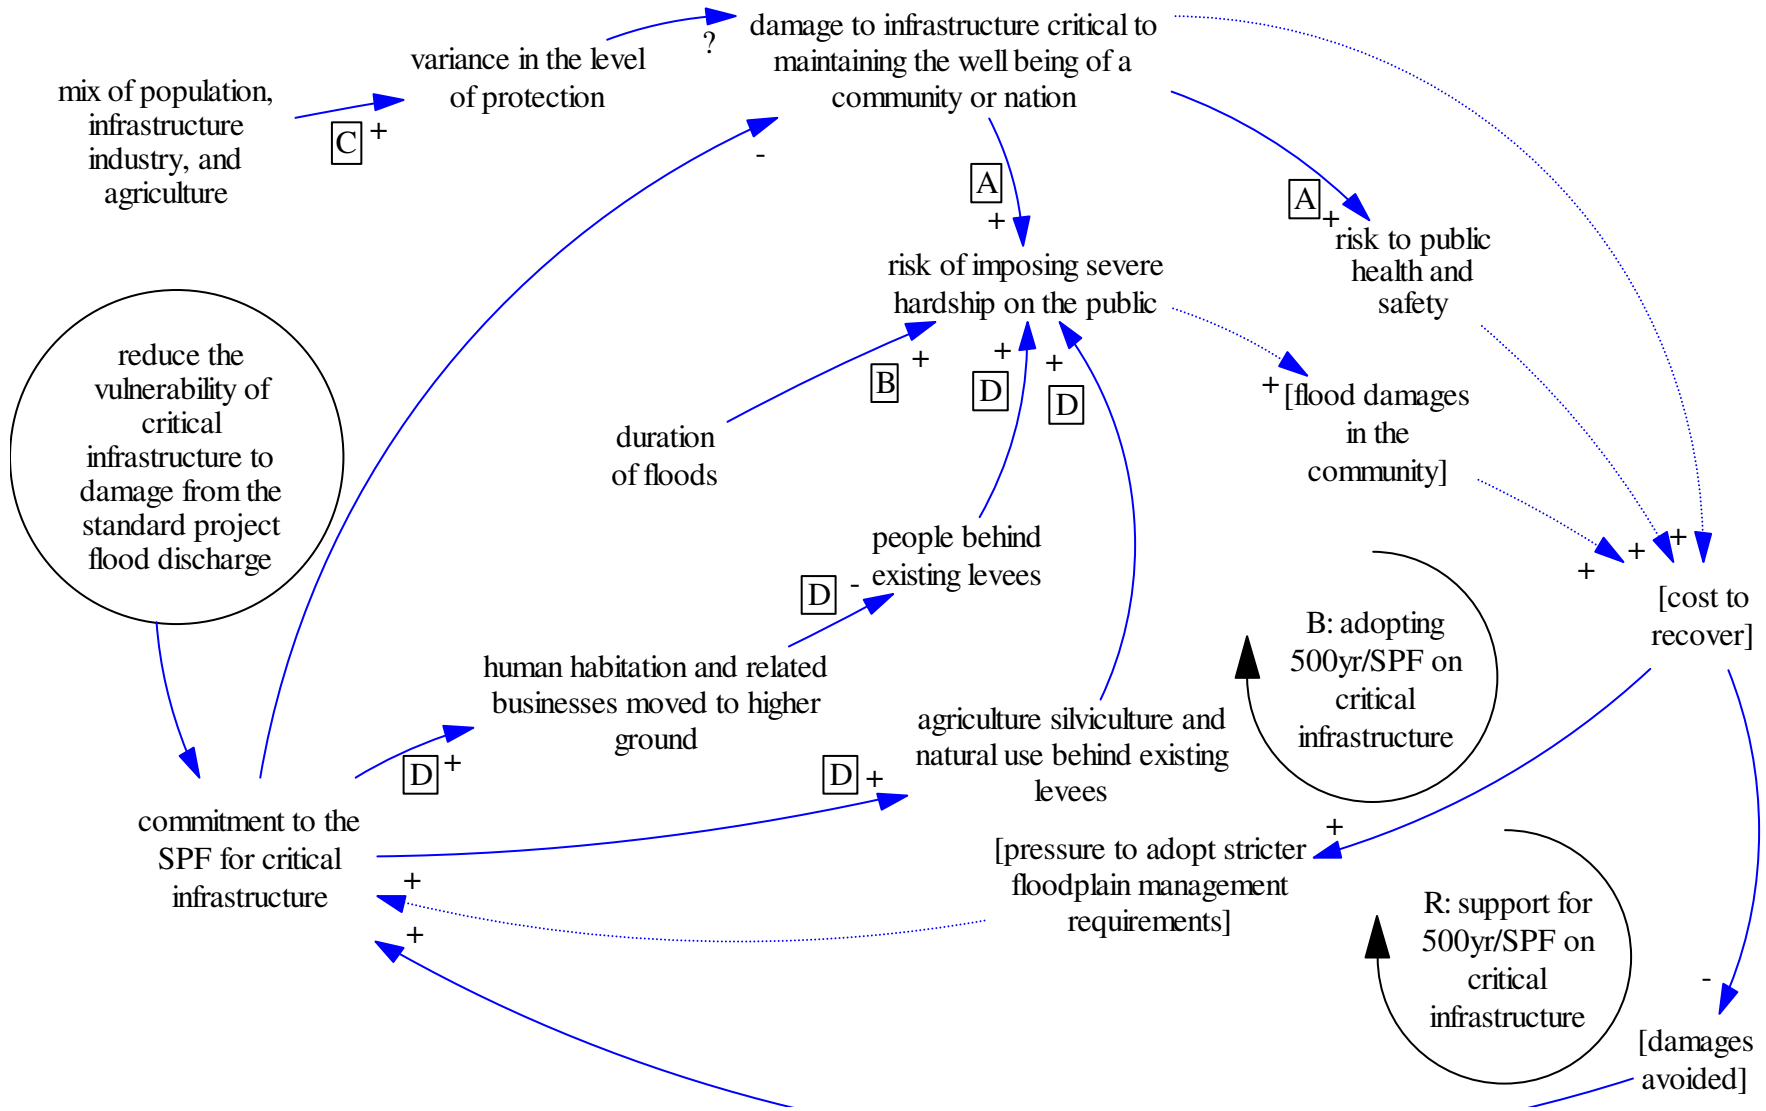 damage to infrastructure critical to
maintaining the well being of a
community or nation
?
variance in the level
of protection
mix of population,
infrastructure
industry, and
agriculture
C
+
-
A
+
A
+
risk to public
health and
safety
risk of imposing severe
hardship on the public
reduce the
vulnerability of
critical
infrastructure to
damage from the
standard project
flood discharge
+
B
+
D
+
D
+
[flood damages
in the
community]
duration
of floods
people behind
existing levees
D
-
+
+
+
[cost to
recover]
B: adopting
500yr/SPF on
critical
infrastructure
human habitation and related
businesses moved to higher
ground
D
+
agriculture silviculture and
natural use behind existing
levees
D
+
commitment to the
SPF for critical
infrastructure
+
+
[pressure to adopt stricter
floodplain management
requirements]
+
R: support for
500yr/SPF on
critical
infrastructure
-
[damages
avoided]